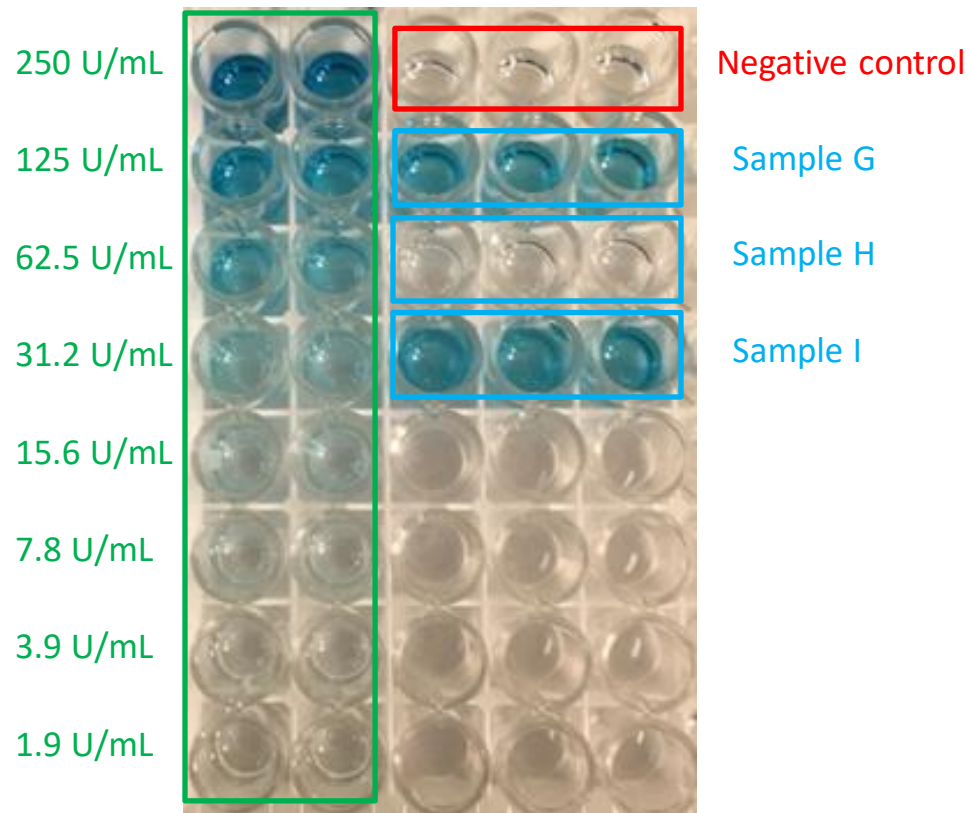 250 U/mL
Negative control
125 U/mL
Sample G
62.5 U/mL
Sample H
31.2 U/mL
Sample I
15.6 U/mL
7.8 U/mL
3.9 U/mL
1.9 U/mL